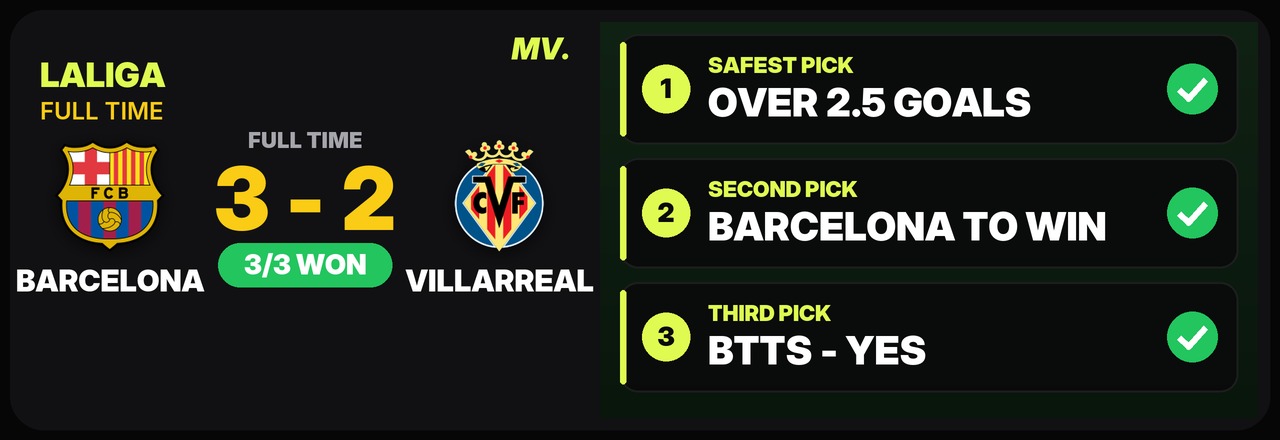 MV.
LALIGA
FULL TIME
FCB
BARCELONA
FULL TIME
3 - 2
3/3 WON
CVF
VILLARREAL
1
SAFEST PICK
OVER 2.5 GOALS
2
SECOND PICK
BARCELONA TO WIN
3
THIRD PICK
BTTS - YES